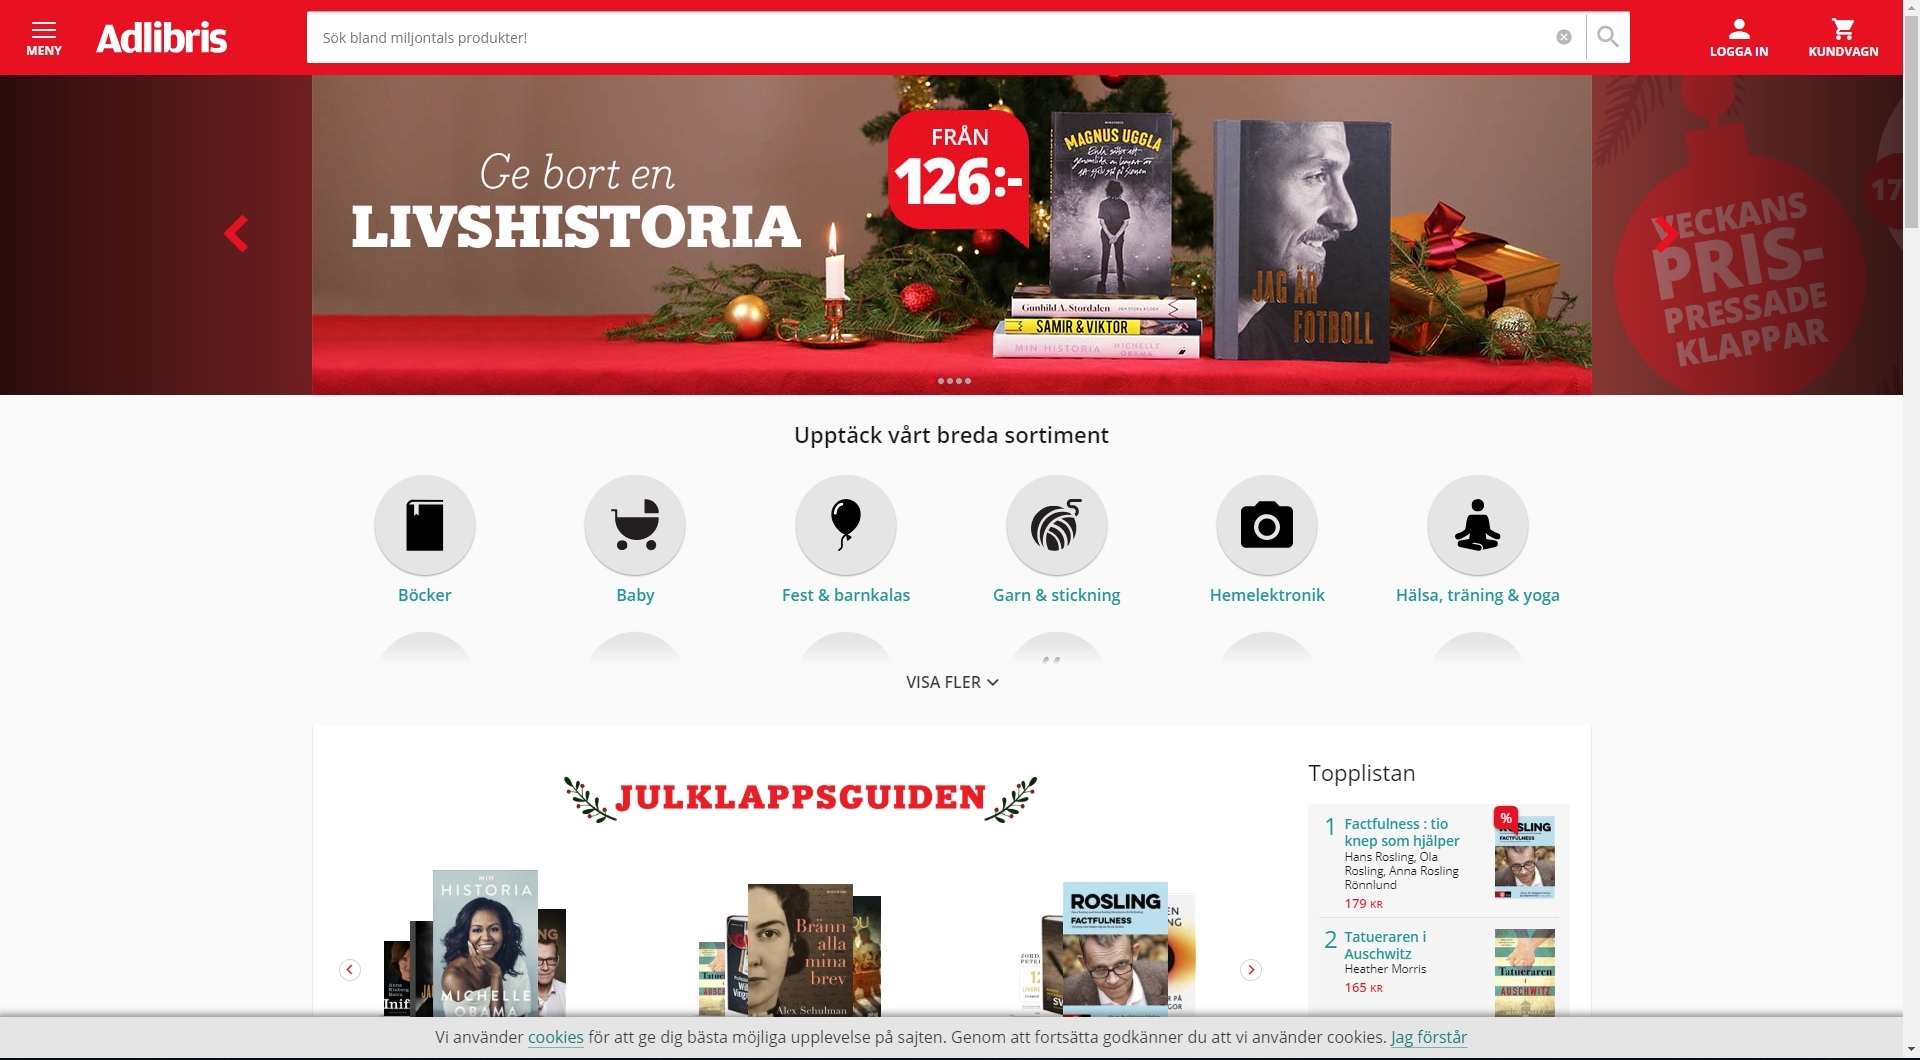 MENY
Adlibris
Sök bland miljontals produkter!
LOGGA IN
KUNDVAGN
Ge bort en
LIVSHISTORIA
FRÅN
126:-
MAGNUS UGGLA
Gunhild A. Stordalen
SAMIR & VIKTOR
MIN HISTORIA MICHELLE OBAMA
JAG ÄR
FOTBOLL
VECKANS
PRIS-
PRESSADE
KLAPPAR
17
Upptäck vårt breda sortiment
Böcker
Baby
Fest & barnkalas
Garn & stickning
Hemelektronik
Hälsa, träning & yoga
VISA FLER
JULKLAPPSGUIDEN
MIN
HISTORIA
MICHELLE
OBAMA
Bränn
alla
mina
brev
Alex Schulman
ROSLING
FACTFULNESS
Topplistan
1
Factfulness : tio
knep som hjälper
Hans Rosling, Ola
Rosling, Anna Rosling
Rönnlund
179 KR
%
SLING
FACTFULNESS
2
Tatueraren i
Auschwitz
Heather Morris
165 KR
Tatueraren
i
AUSCHWITZ
Vi använder cookies för att ge dig bästa möjliga upplevelse på sajten. Genom att fortsätta godkänner du att vi använder cookies. Jag förstår